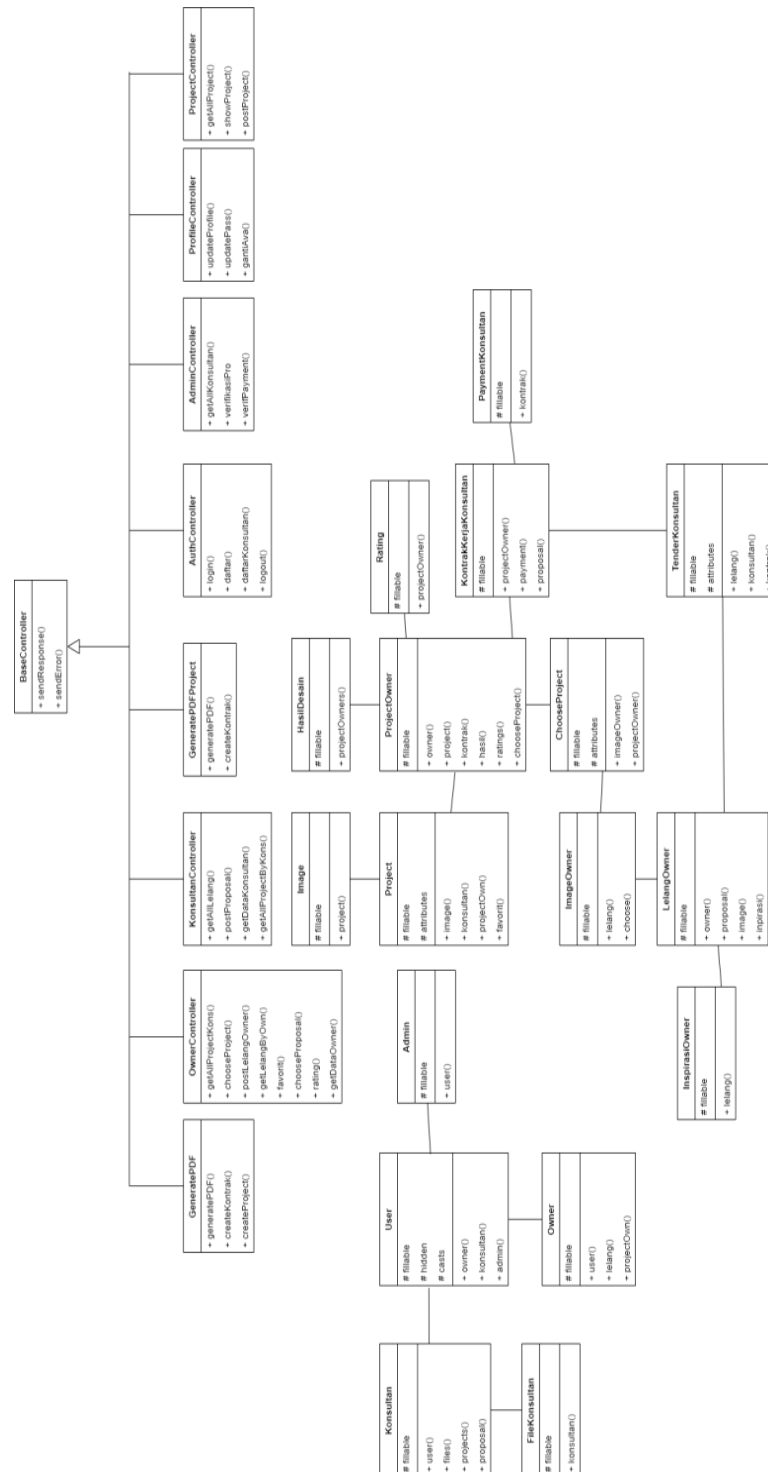 BaseController
+ sendResponse()
+ sendError()
GeneratePDF
+ generatePDF()
+ createKontrak()
+ createProject()
OwnerController
+ getAllProjectKons()
+ chooseProject()
+ postLelangOwner()
+ getLelangByOwn()
+ favorit()
+ chooseProposal()
+ rating()
+ getDataOwner()
KonsultanController
+ getAllLelang()
+ postProposal()
+ getDataKonsultan()
+ getAllProjectByKons()
GeneratePDFProject
+ generatePDF()
+ createKontrak()
AuthController
+ login()
+ daftar()
+ daftarKonsultan()
+ logout()
AdminController
+ getAllKonsultan()
+ verifikasiPro
+ verifPayment()
ProfileController
+ updateProfile()
+ updatePass()
+ gantiAva()
ProjectController
+ getAllProject()
+ showProject()
+ postProject()
Image
# fillable
+ project()
HasilDesain
# fillable
+ projectOwners()
Rating
# fillable
+ projectOwner()
Konsultan
# fillable
+ user()
+ files()
+ projects()
+ proposal()
User
# fillable
# hidden
# casts
+ owner()
+ konsultan()
+ admin()
Admin
# fillable
+ user()
Project
# fillable
# attributes
+ image()
+ konsultan()
+ projectOwn()
+ favorit()
ProjectOwner
# fillable
+ owner()
+ project()
+ kontrak()
+ hasil()
+ ratings()
+ chooseProject()
KontrakKerjaKonsultan
# fillable
+ projectOwner()
+ payment()
+ proposal()
PaymentKonsultan
# fillable
+ kontrak()
FileKonsultan
# fillable
+ konsultan()
Owner
# fillable
+ user()
+ lelang()
+ projectOwn()
ImageOwner
# fillable
+ lelang()
+ choose()
ChooseProject
# fillable
# attributes
+ imageOwner()
+ projectOwner()
InspirasiOwner
# fillable
+ lelang()
LelangOwner
# fillable
+ owner()
+ proposal()
+ image()
+ inpirasi()
TenderKonsultan
# fillable
# attributes
+ lelang()
+ konsultan()